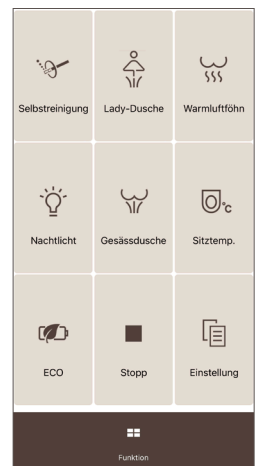 Selbstreinigung
Lady-Dusche
Warmluftföhn
Nachtlicht
Gesässdusche
Sitztemp.
°C
ECO
Stopp
Einstellung
Funktion